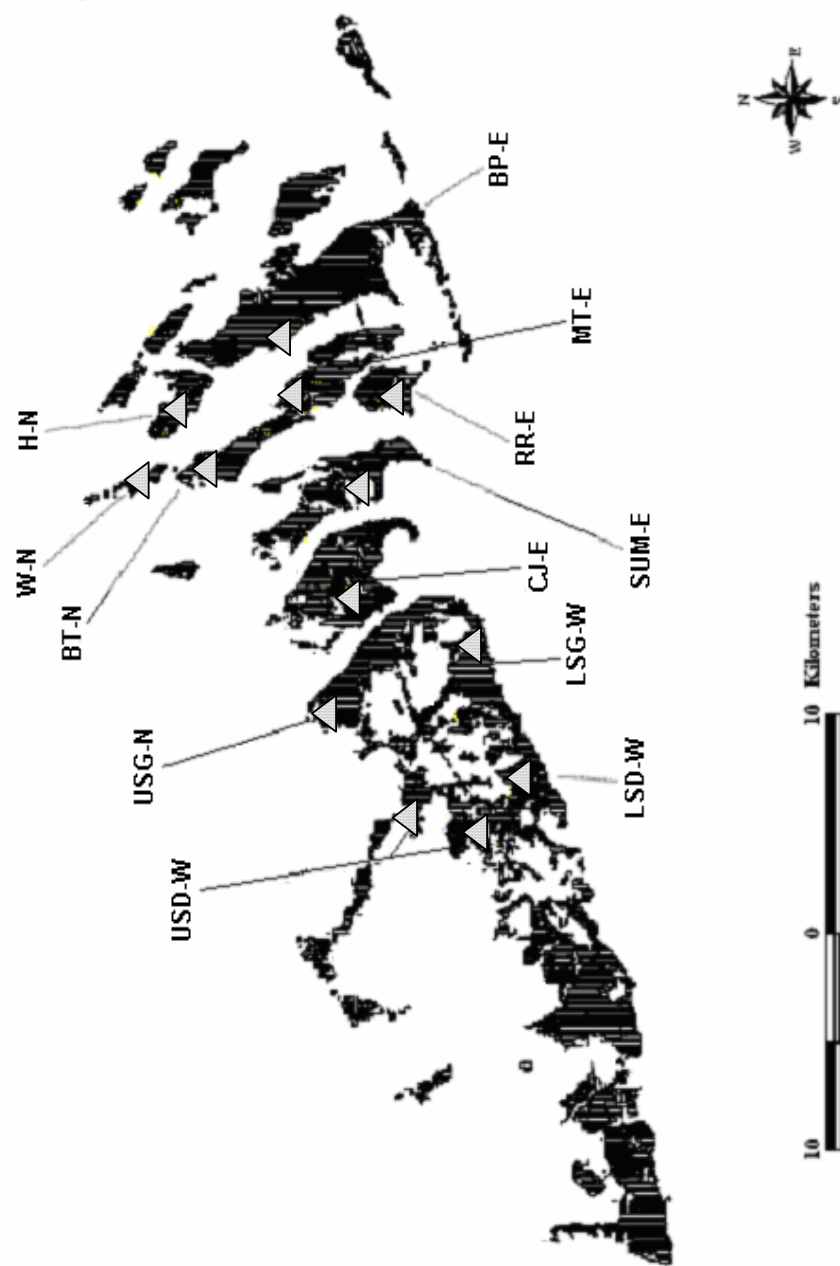 W-N
H-N
BT-N
USG-N
USD-W
BP-E
RR-E
CJ-E
LSG-W
MT-E
LSD-W
SUM-E
N
W E
S
10 0 10 Kilometers